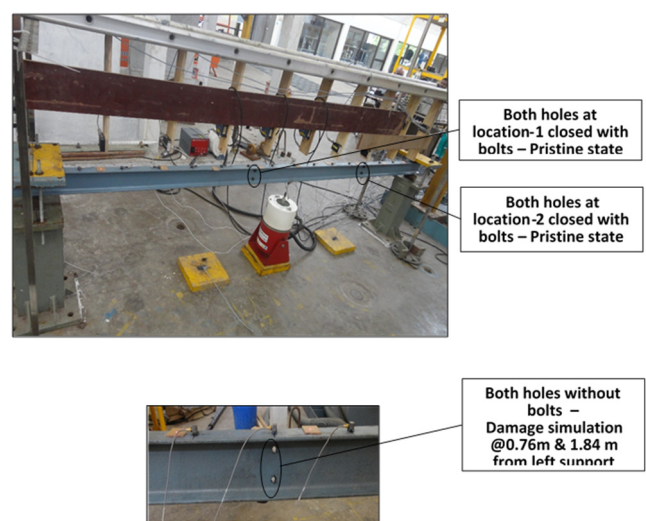 Both holes at
location-1 closed with
bolts – Pristine state
Both holes at
location-2 closed with
bolts – Pristine state
Both holes without
bolts –
Damage simulation
@0.76m & 1.84 m
from left support